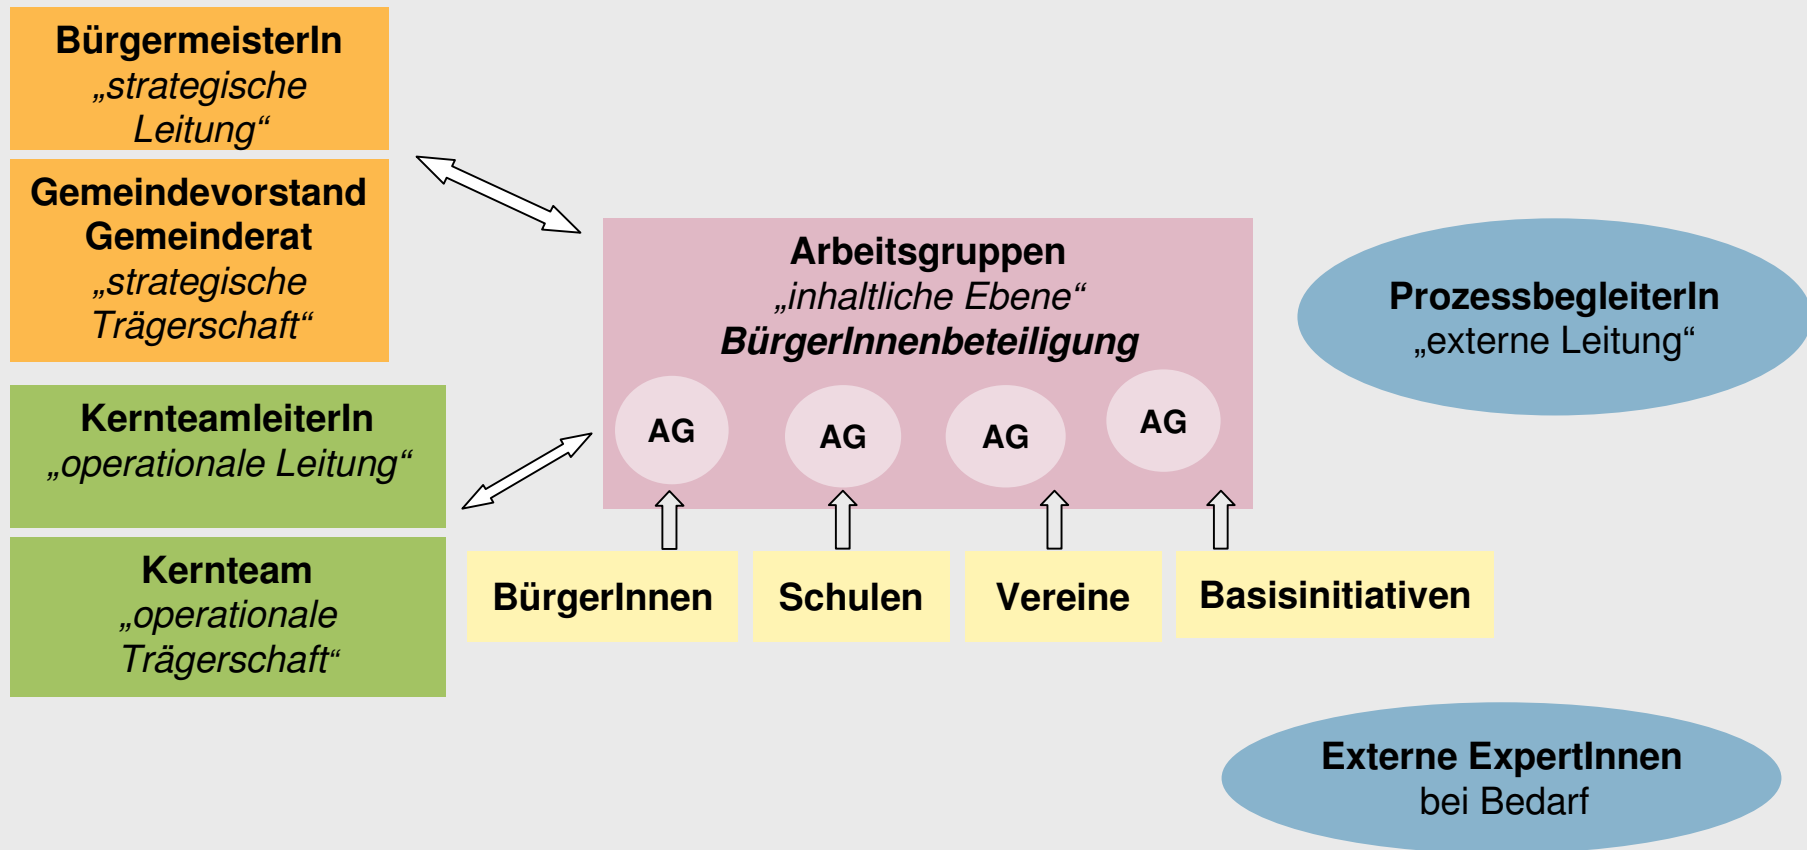 BürgermeisterIn
„strategische
Leitung“
Gemeindevorstand
Gemeinderat
„strategische
Trägerschaft“
KernteamleiterIn
„operationale Leitung“
Kernteam
„operationale
Trägerschaft“
Arbeitsgruppen
„inhaltliche Ebene“
BürgerInnenbeteiligung
AG
AG
AG
AG
BürgerInnen
Schulen
Vereine
Basisinitiativen
ProzessbegleiterIn
„externe Leitung“
Externe ExpertInnen
bei Bedarf